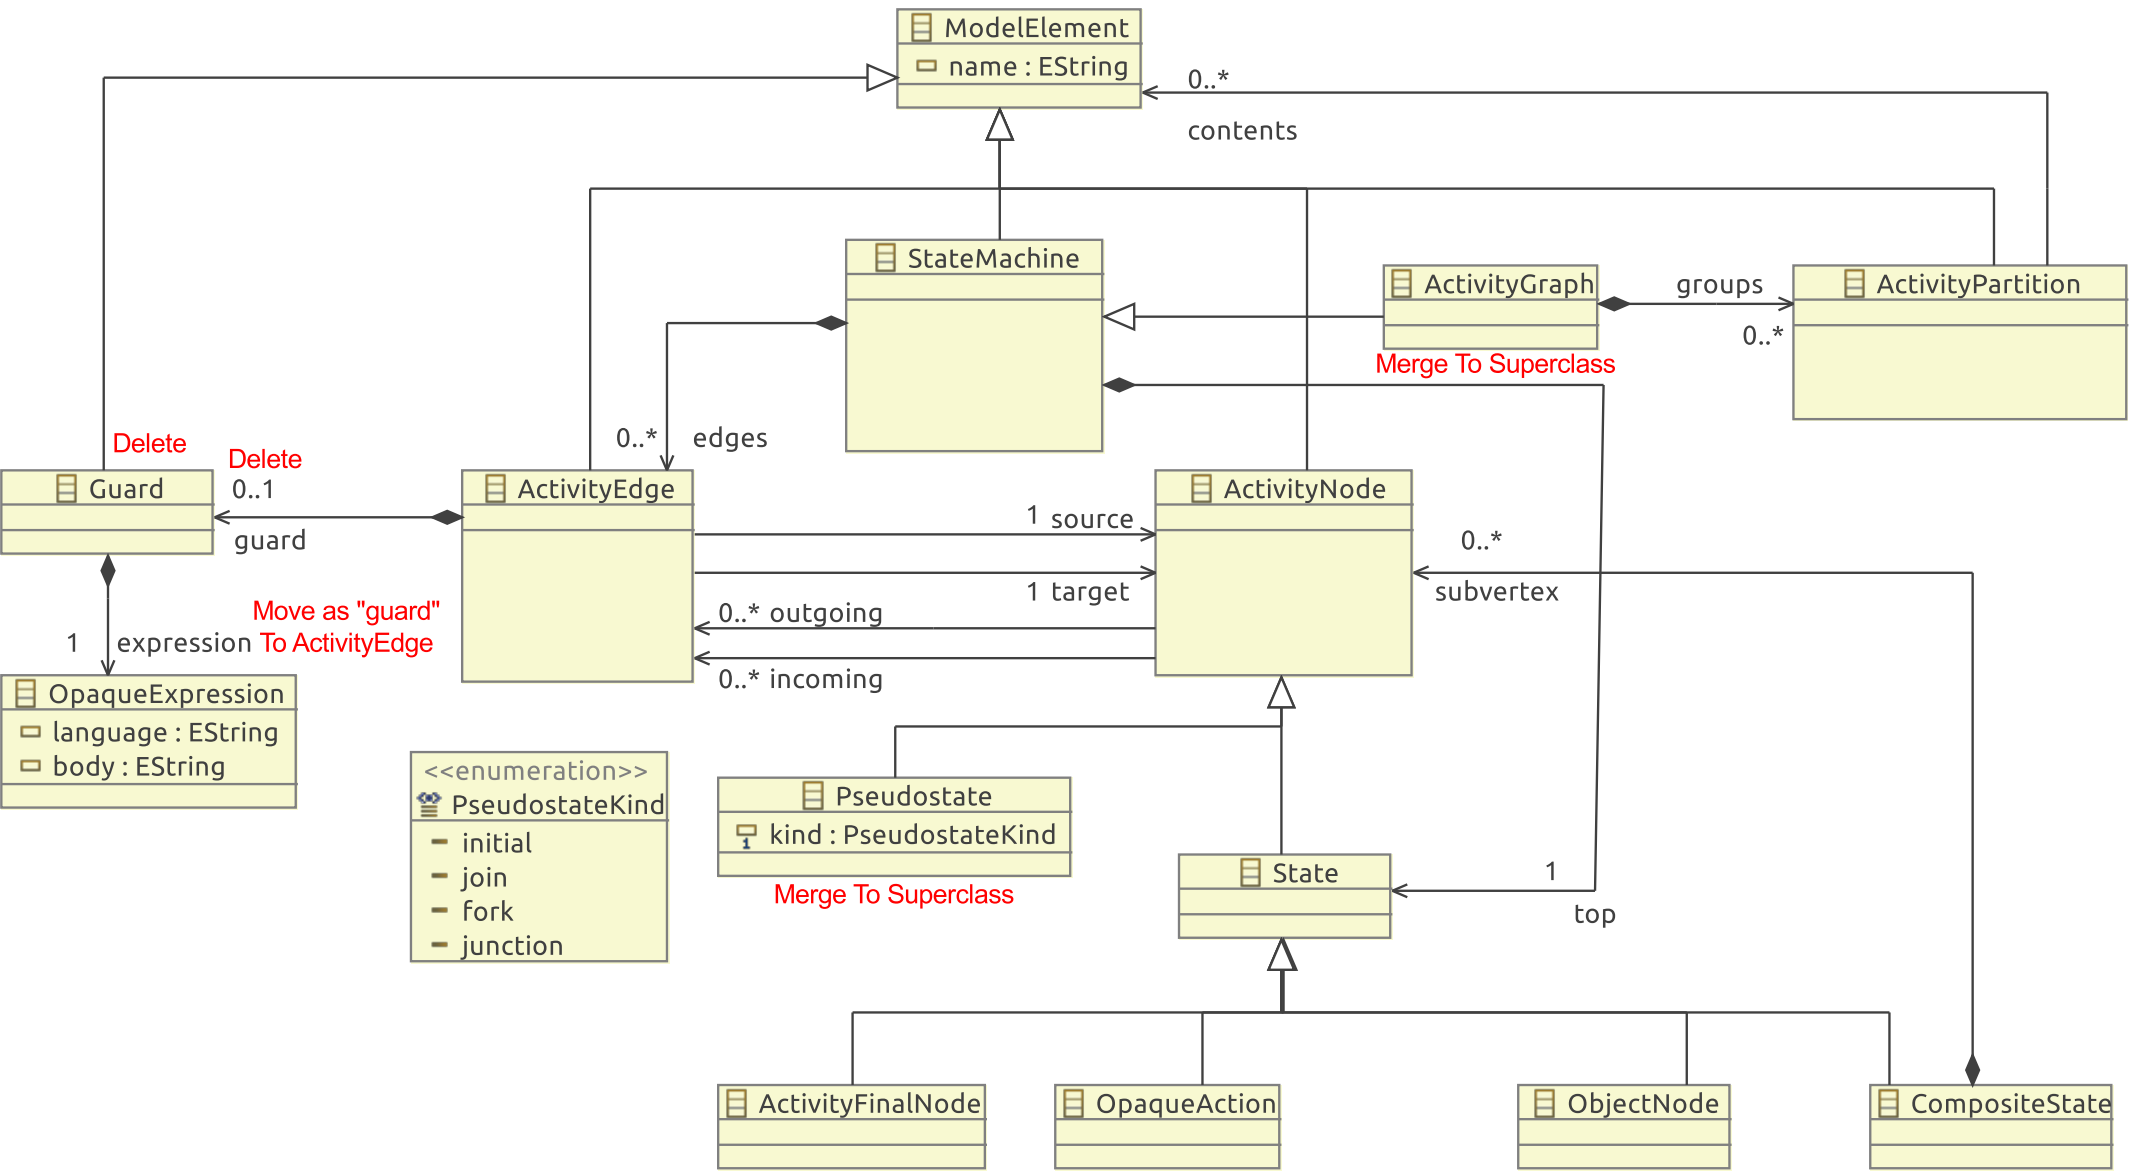 ModelElement
name : EString
0..*
contents
StateMachine
ActivityGraph
Merge To Superclass
groups
0..*
ActivityPartition
0..*
edges
Delete
Delete
0..1
Guard
guard
ActivityEdge
1 source
1 target
0..* outgoing
0..* incoming
ActivityNode
0..*
subvertex
Move as "guard"
To ActivityEdge
1
expression
OpaqueExpression
language : EString
body : EString
<<enumeration>>
PseudostateKind
initial
join
fork
junction
Pseudostate
1
kind : PseudostateKind
Merge To Superclass
State
1
top
ActivityFinalNode
OpaqueAction
ObjectNode
CompositeState